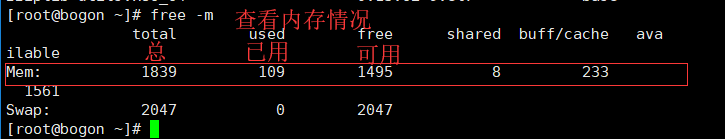 [root@bogon ~]# free -m 查看内存情况
total used free shared buff/cache ava
ilable 总 已用 可用
Mem: 1839 109 1495 8 233
1561
Swap: 2047 0 2047
[root@bogon ~]#